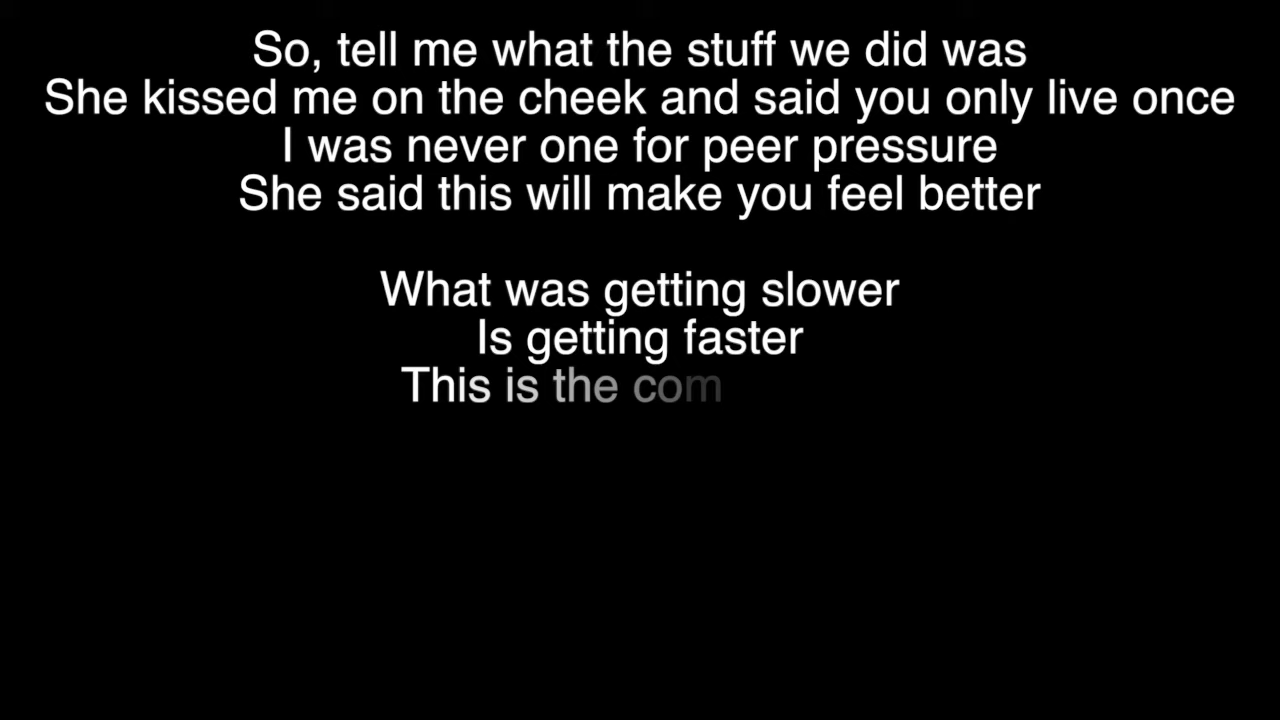 So, tell me what the stuff we did was
She kissed me on the cheek and said you only live once
I was never one for peer pressure
She said this will make you feel better
What was getting slower
Is getting faster
This is the com